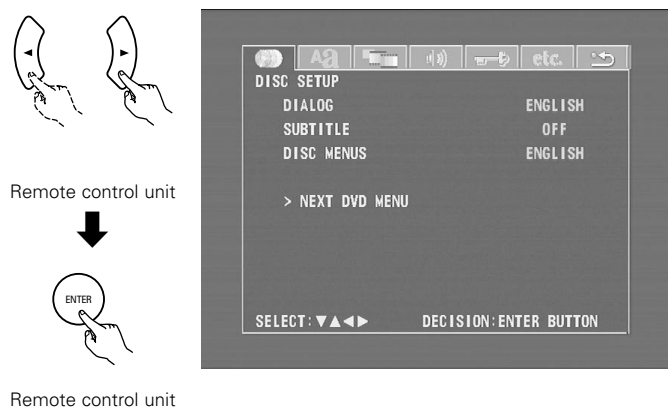 Remote control unit
ENTER
Remote control unit
Aa etc.
DISC SETUP
DIALOG ENGLISH
SUBTITLE OFF
DISC MENUS ENGLISH
> NEXT DVD MENU
SELECT:▼▲◀▶ DECISION:ENTER BUTTON